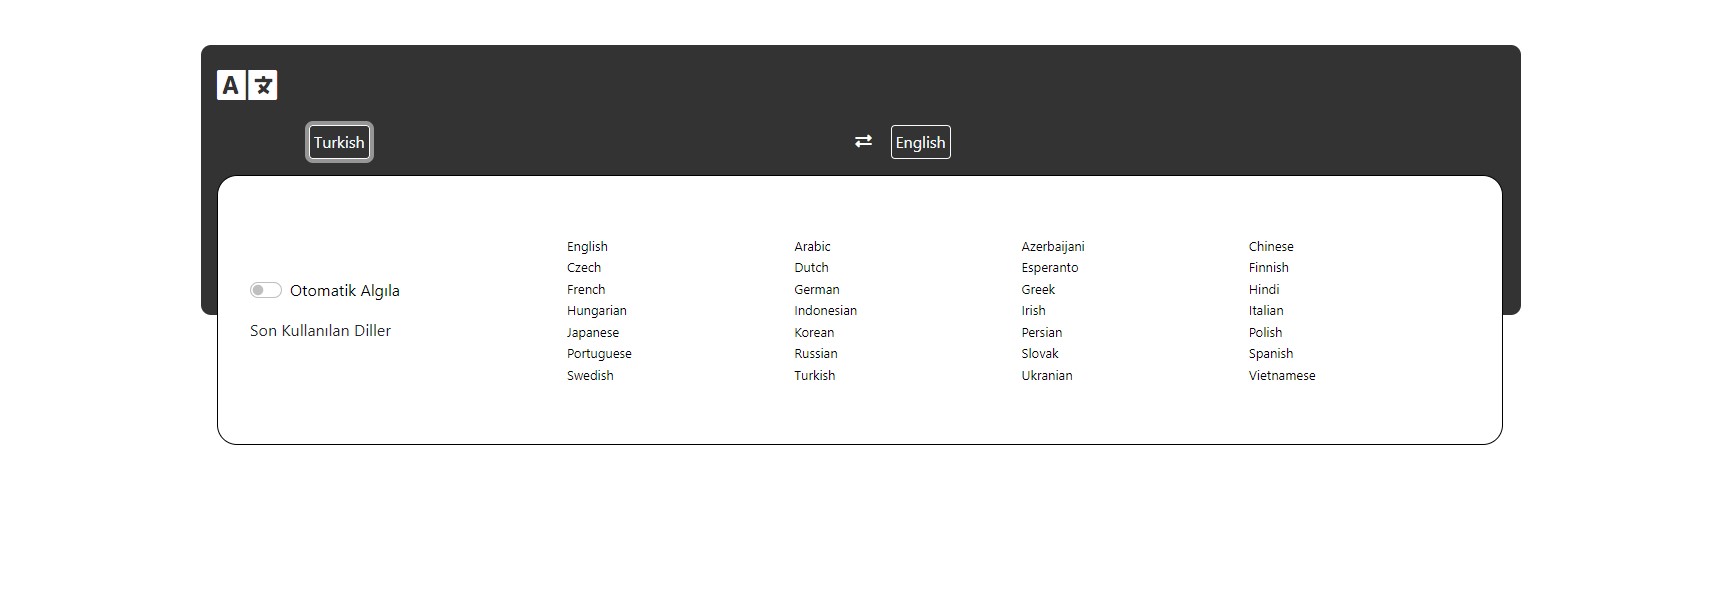 A 文
Turkish
English
Otomatik Algıla
Son Kullanılan Diller
English Arabic Azerbaijani Chinese
Czech Dutch Esperanto Finnish
French German Greek Hindi
Hungarian Indonesian Irish Italian
Japanese Korean Persian Polish
Portuguese Russian Slovak Spanish
Swedish Turkish Ukranian Vietnamese